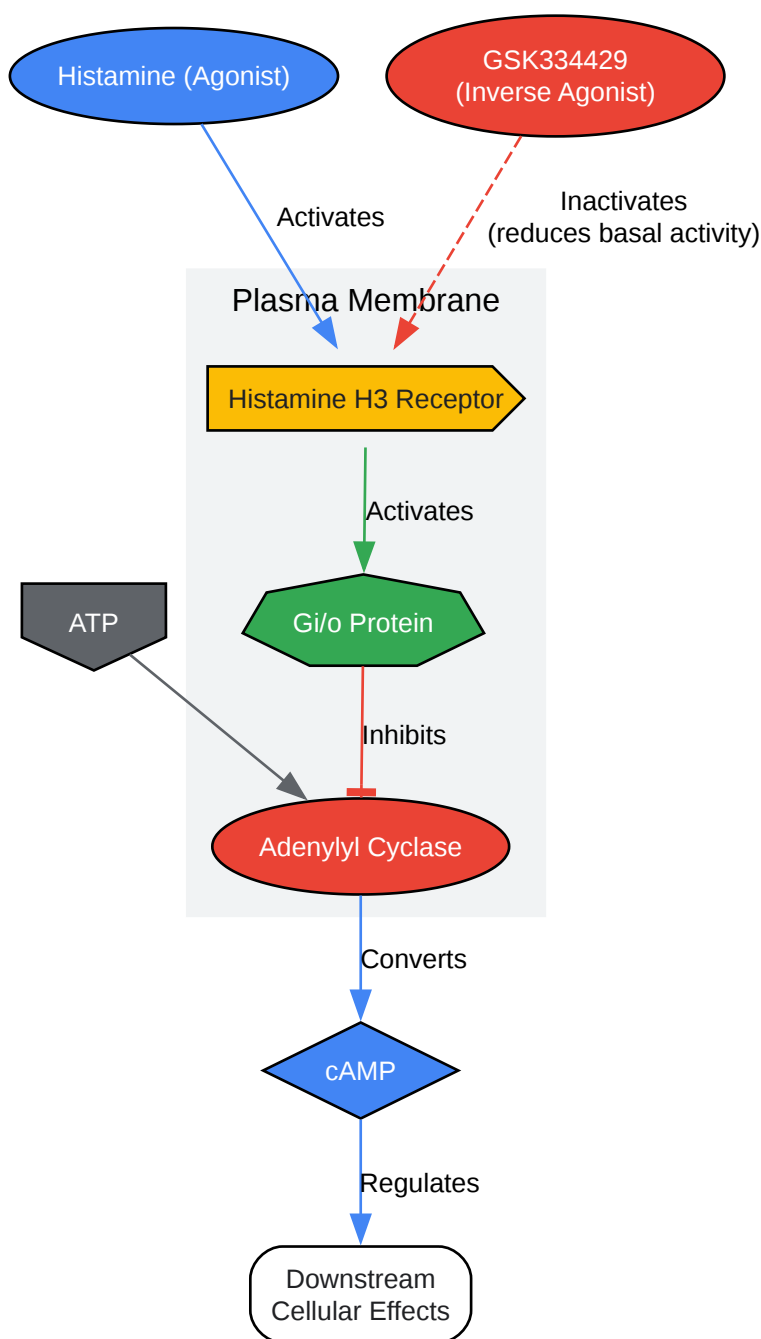 Histamine (Agonist)
GSK334429
(Inverse Agonist)
Activates
Inactivates
(reduces basal activity)
Plasma Membrane
Histamine H3 Receptor
Activates
ATP
Gi/o Protein
Inhibits
Adenylyl Cyclase
Converts
cAMP
Regulates
Downstream
Cellular Effects